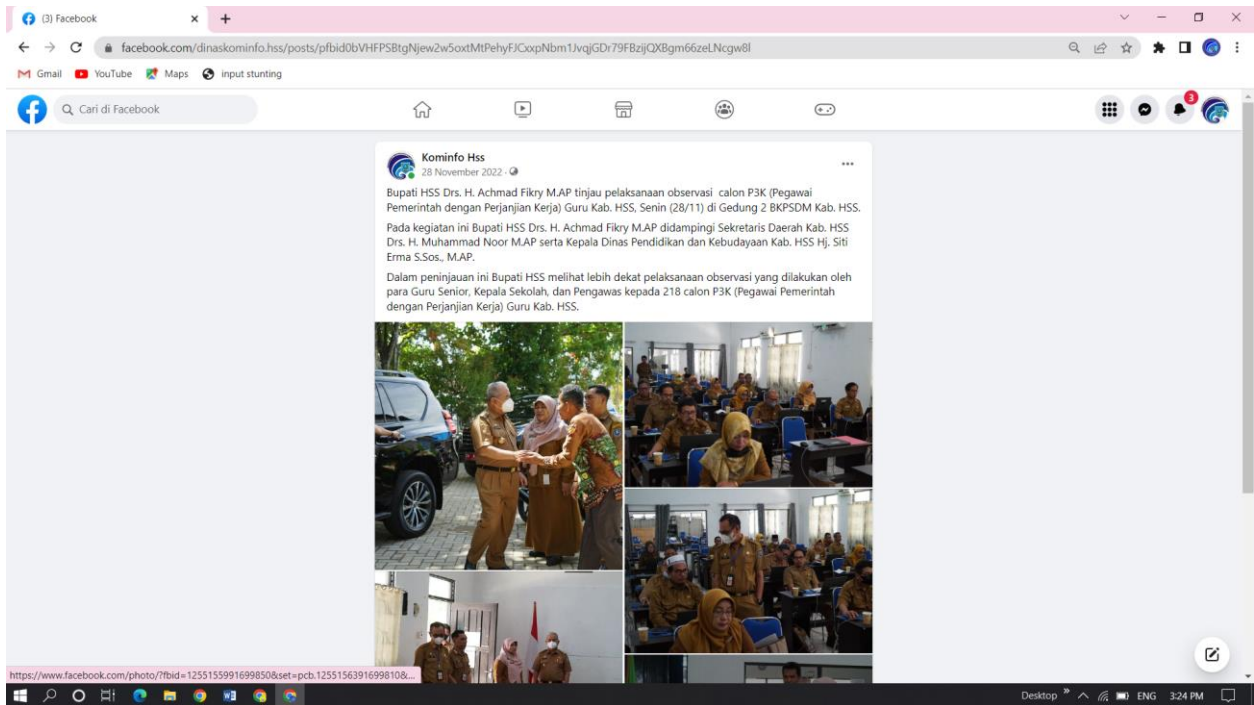 (3) Facebook
facebook.com/dinaskominfo.hss/posts/pfbid0bVHFPSBtgNjew2w5oxtMtPehyFJCxxpNbm1JvqjGDr79FBzijQXBgm66zeLNcgw8l
Gmail YouTube Maps input stunting
Cari di Facebook
3
Kominfo Hss
28 November 2022 ·
Bupati HSS Drs. H. Achmad Fikry M.AP tinjau pelaksanaan observasi calon P3K (Pegawai
Pemerintah dengan Perjanjian Kerja) Guru Kab. HSS, Senin (28/11) di Gedung 2 BKPSDM Kab. HSS.
Pada kegiatan ini Bupati HSS Drs. H. Achmad Fikry M.AP didampingi Sekretaris Daerah Kab. HSS
Drs. H. Muhammad Noor M.AP serta Kepala Dinas Pendidikan dan Kebudayaan Kab. HSS Hj. Siti
Erma S.Sos., M.AP.
Dalam peninjauan ini Bupati HSS melihat lebih dekat pelaksanaan observasi yang dilakukan oleh
para Guru Senior, Kepala Sekolah, dan Pengawas kepada 218 calon P3K (Pegawai Pemerintah
dengan Perjanjian Kerja) Guru Kab. HSS.
https://www.facebook.com/photo/?fbid=1255155991699850&set=pcb.1255156391699810&...
Desktop ENG 3:24 PM